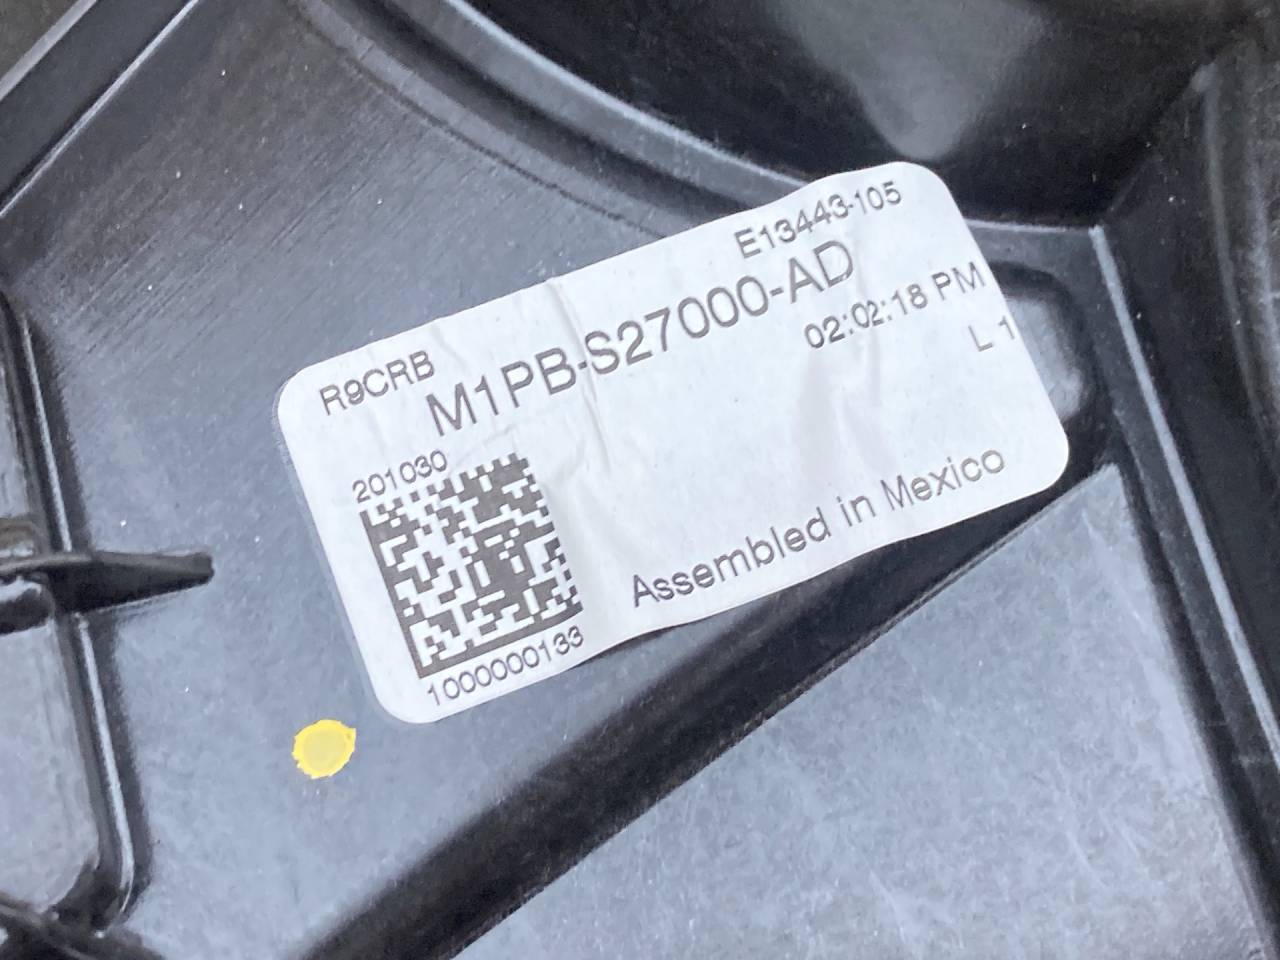 E13443-105
R9CRB
M1PB-S27000-AD
02:02:18 PM
L 1
201030
Assembled in Mexico
1000000133